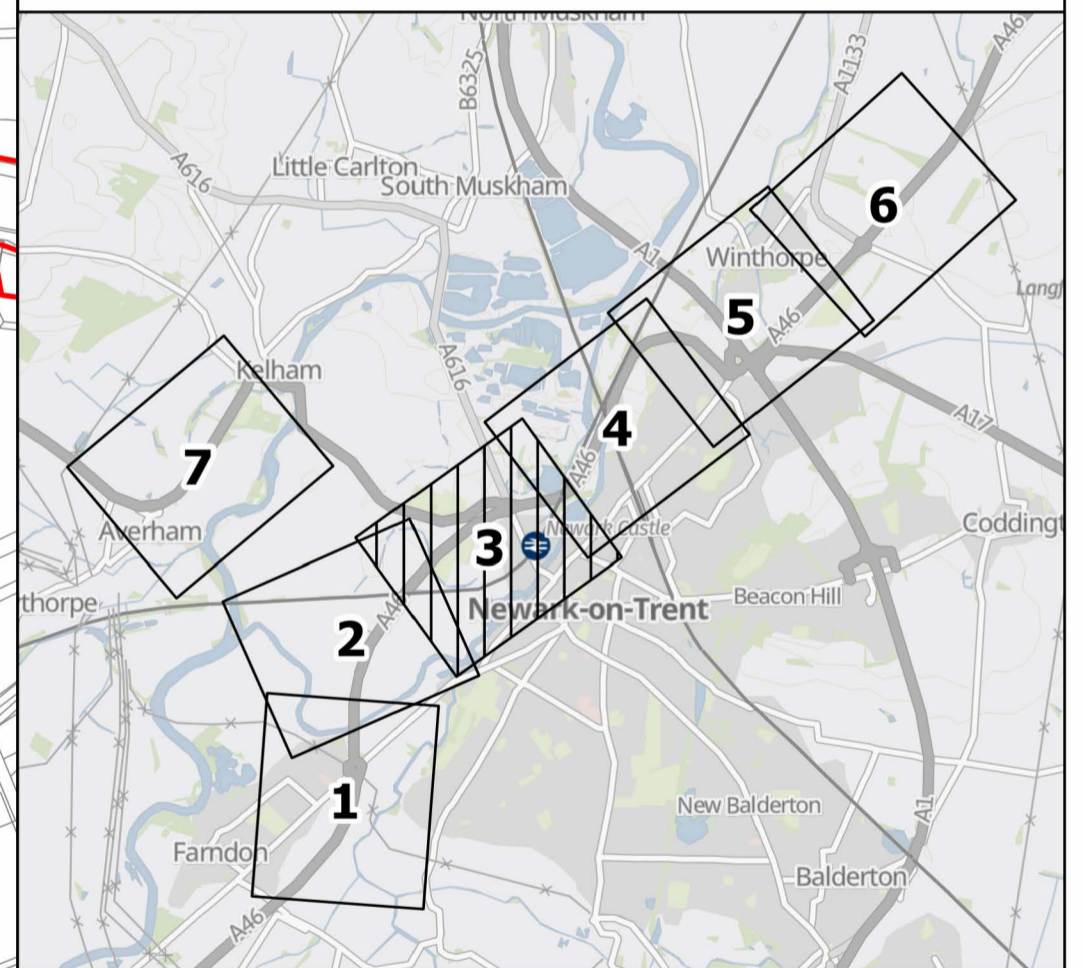 North Muskham
A46
A1133
B6325
A616
Little Carlton
South Muskham
6
A1
Winthorpe
5
A46
Kelham
A616
4
A17
A46
7
Averham
Newark Castle
Coddingt
3
thorpe
Beacon Hill
Newark-on-Trent
A46
2
1
New Balderton
A1
Farndon
Balderton
A46